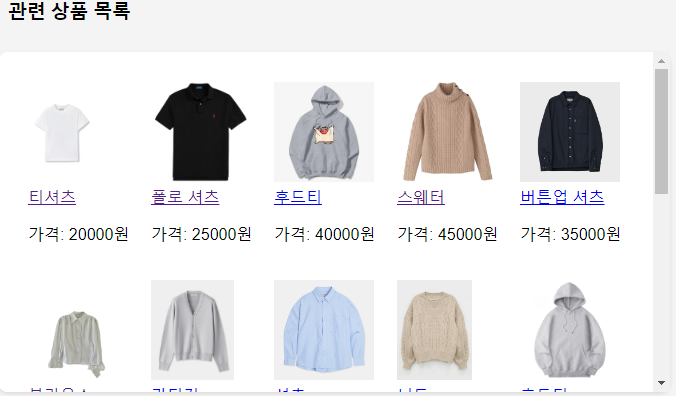 관련 상품 목록
티셔츠 폴로 셔츠 후드티 스웨터 버튼업 셔츠
가격: 20000원 가격: 25000원 가격: 40000원 가격: 45000원 가격: 35000원